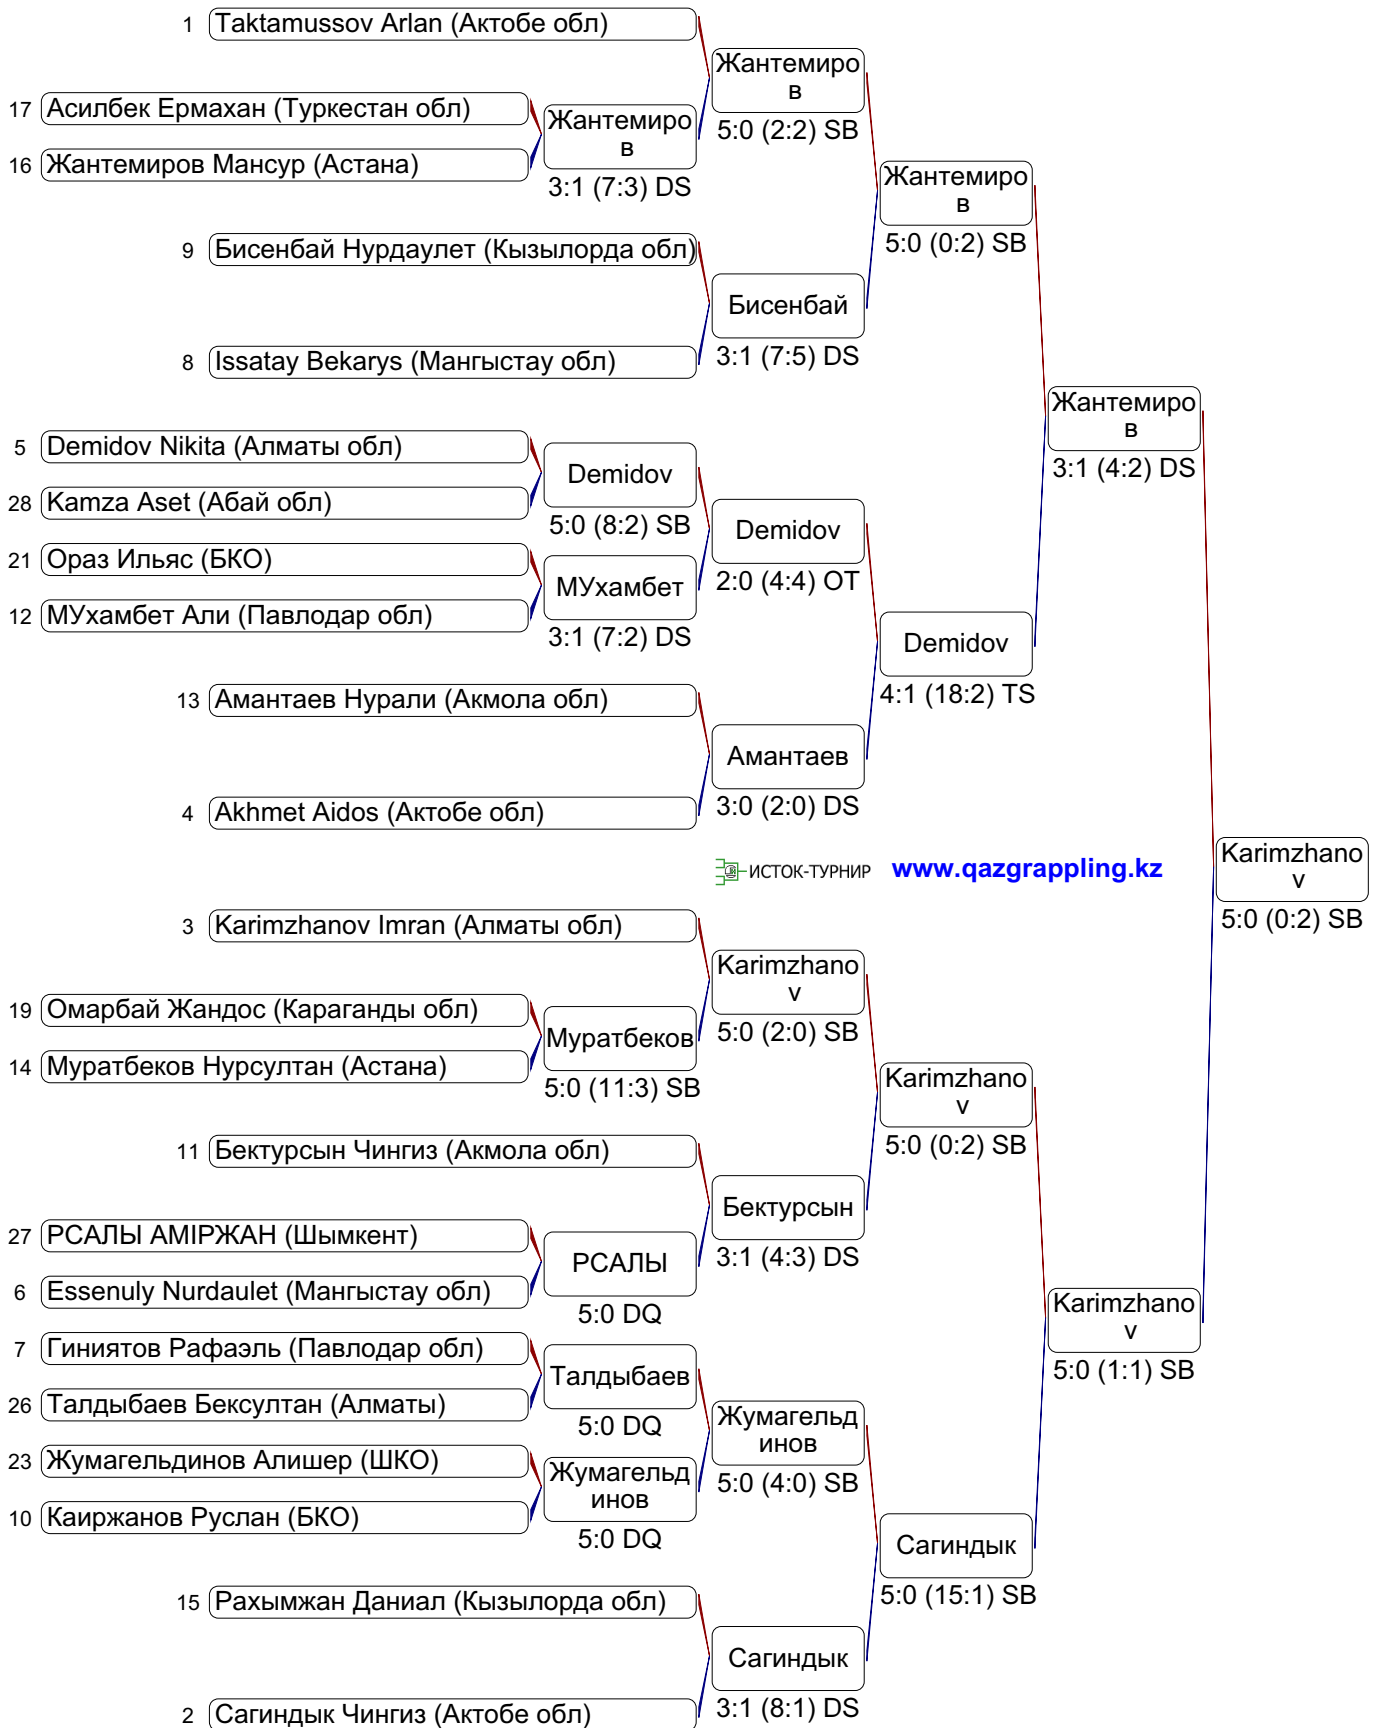 1 Taktamussov Arlan (Актобе обл)
Жантемиро
в
5:0 (2:2) SB
17 Асилбек Ермахан (Туркестан обл)
Жантемиро
в
3:1 (7:3) DS
16 Жантемиров Мансур (Астана)
Жантемиро
в
5:0 (0:2) SB
9 Бисенбай Нурдаулет (Кызылорда обл)
Бисенбай
3:1 (7:5) DS
8 Issatay Bekarys (Мангыстау обл)
Жантемиро
в
3:1 (4:2) DS
5 Demidov Nikita (Алматы обл)
Demidov
5:0 (8:2) SB
28 Kamza Aset (Абай обл)
Demidov
2:0 (4:4) OT
21 Ораз Ильяс (БКО)
МУхамбет
3:1 (7:2) DS
12 МУхамбет Али (Павлодар обл)
Demidov
4:1 (18:2) TS
13 Амантаев Нурали (Акмола обл)
Амантаев
3:0 (2:0) DS
4 Akhmet Aidos (Актобе обл)
ИСТОК-ТУРНИР www.qazgrappling.kz
Karimzhano
v
5:0 (0:2) SB
3 Karimzhanov Imran (Алматы обл)
Karimzhano
v
5:0 (2:0) SB
19 Омарбай Жандос (Караганды обл)
Муратбеков
5:0 (11:3) SB
14 Муратбеков Нурсултан (Астана)
Karimzhano
v
5:0 (0:2) SB
11 Бектурсын Чингиз (Акмола обл)
Бектурсын
3:1 (4:3) DS
27 РСАЛЫ АМІРЖАН (Шымкент)
РСАЛЫ
5:0 DQ
6 Essenuly Nurdaulet (Мангыстау обл)
Karimzhano
v
5:0 (1:1) SB
7 Гиниятов Рафаэль (Павлодар обл)
Талдыбаев
5:0 DQ
26 Талдыбаев Бексултан (Алматы)
Жумагельд
инов
5:0 (4:0) SB
23 Жумагельдинов Алишер (ШКО)
Жумагельд
инов
5:0 DQ
10 Каиржанов Руслан (БКО)
Сагиндык
5:0 (15:1) SB
15 Рахымжан Даниал (Кызылорда обл)
Сагиндык
3:1 (8:1) DS
2 Сагиндык Чингиз (Актобе обл)